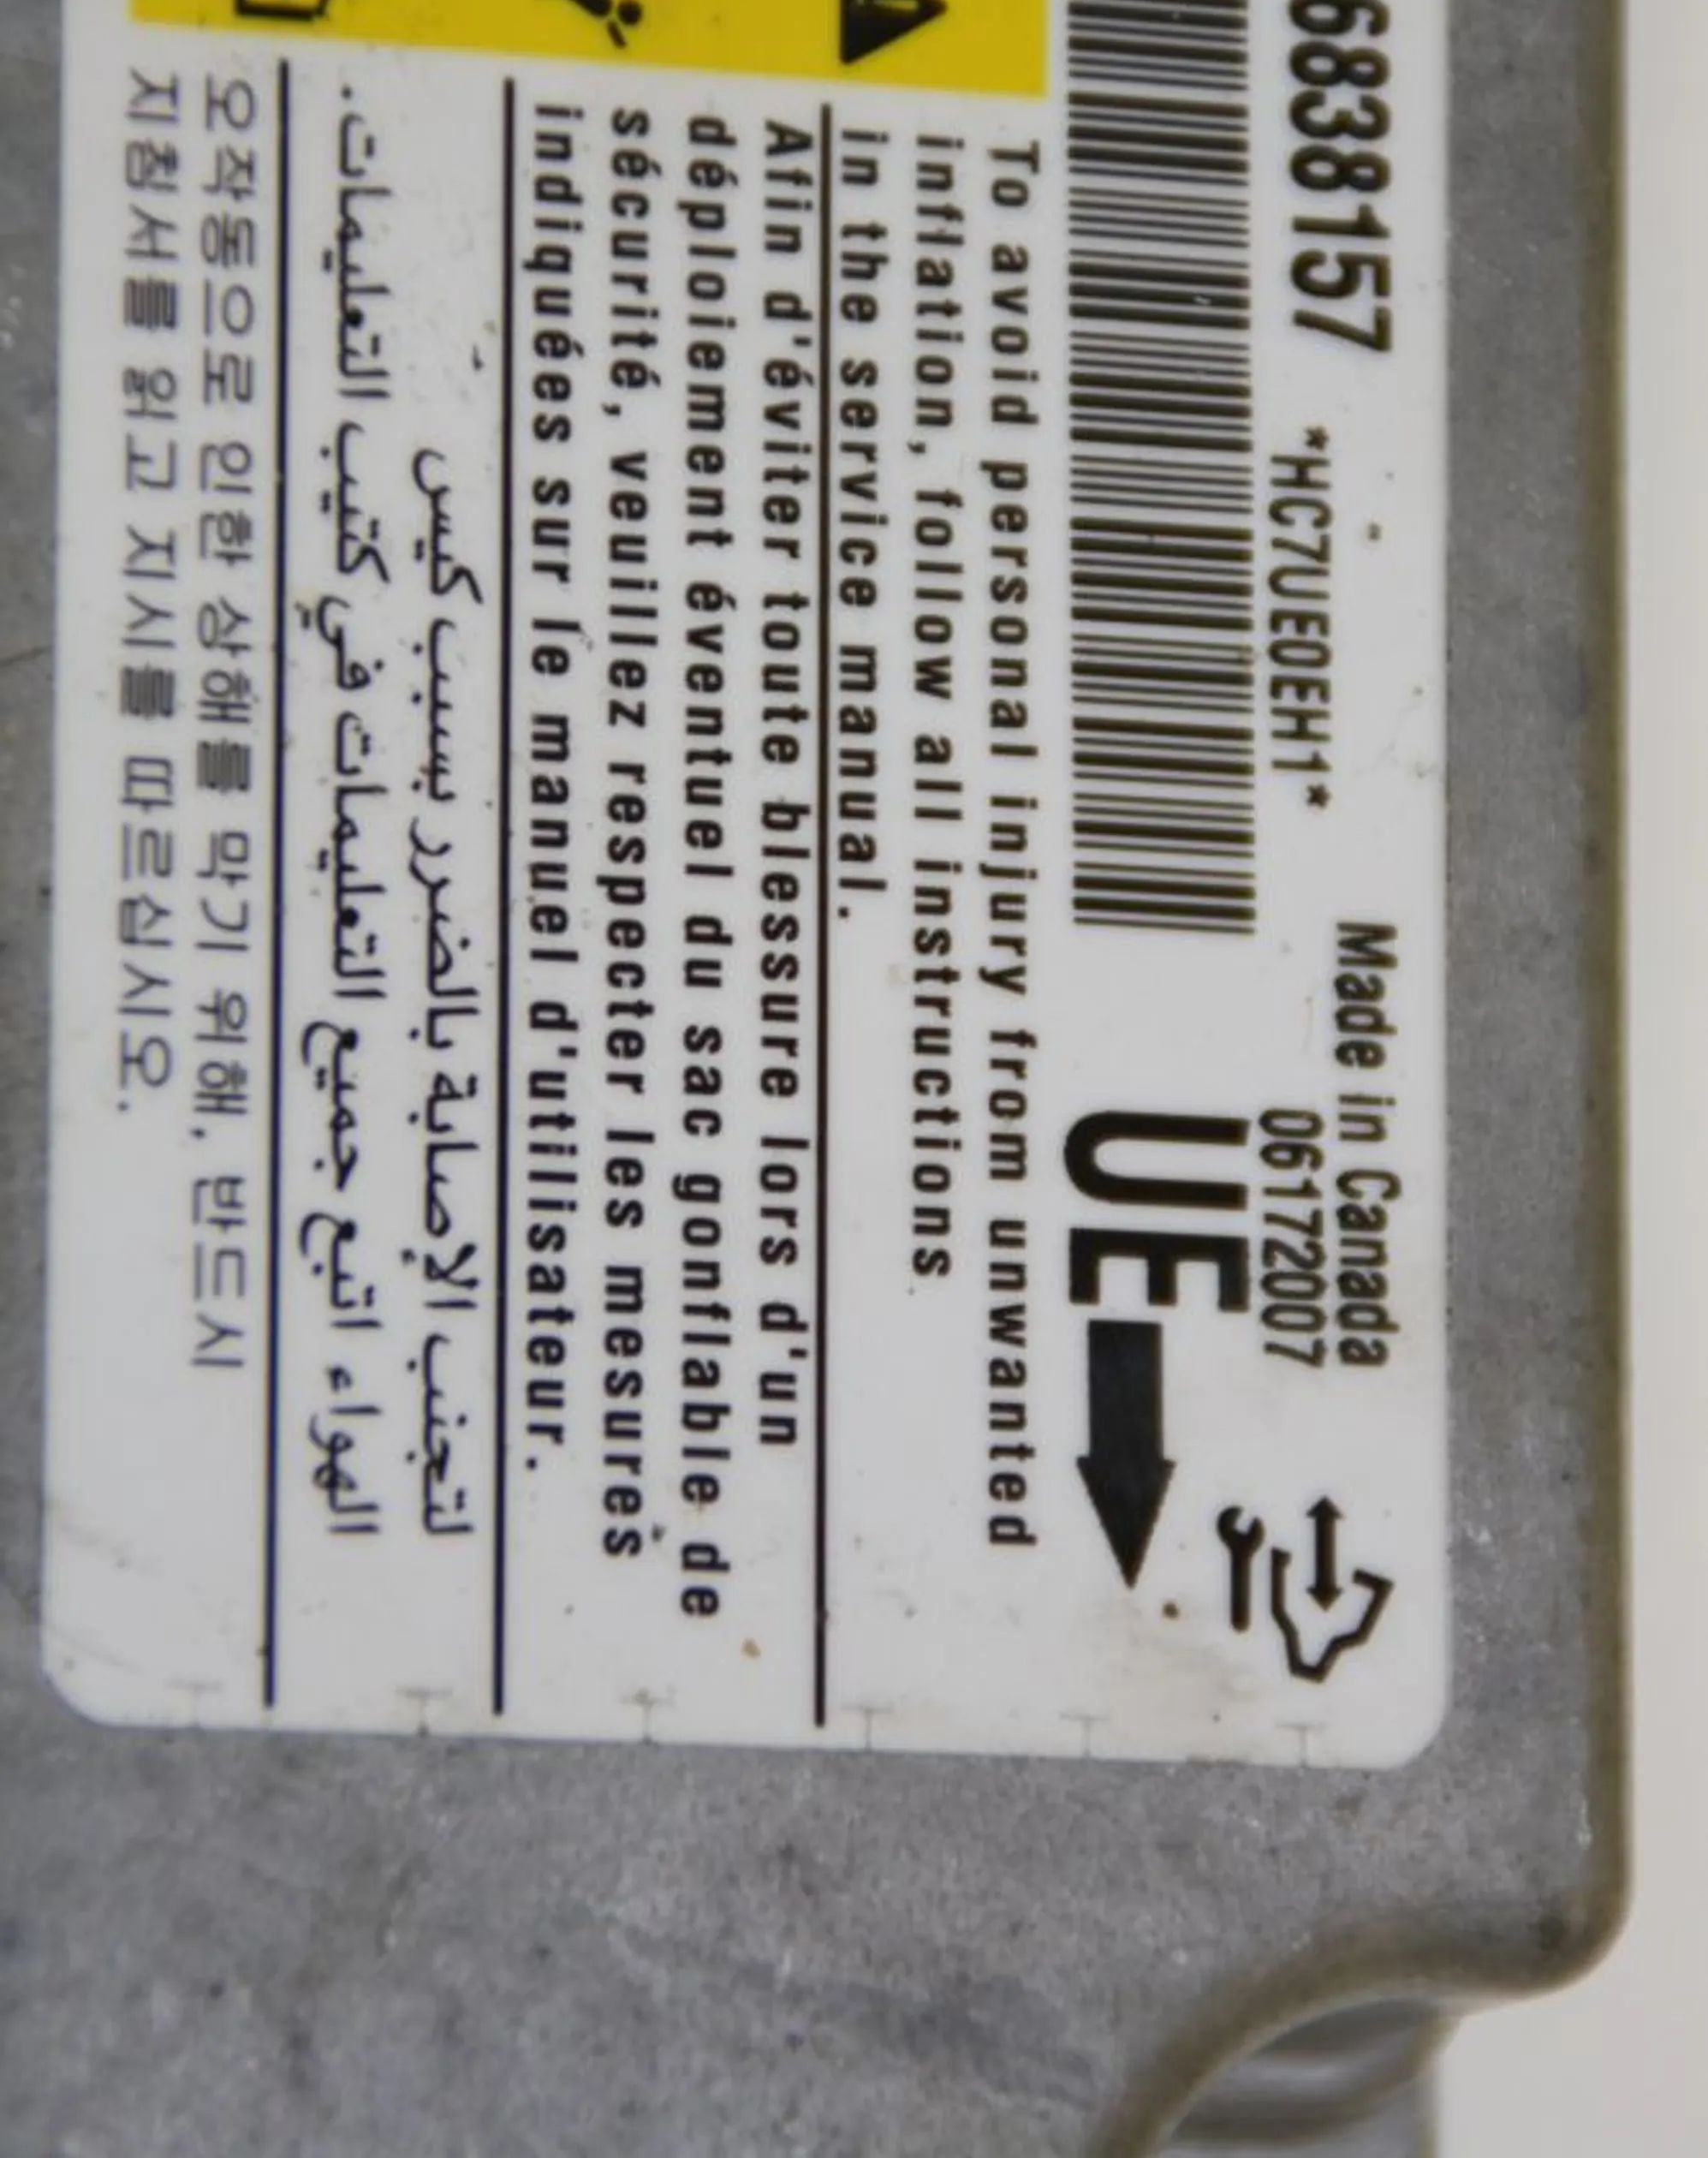 6838157
Made in Canada
*HC7UE0EH1*
06172007
UE
To avoid personal injury from unwanted
inflation, follow all instructions
in the service manual.
Afin d'éviter toute blessure lors d'un
déploiement éventuel du sac gonflable de
sécurité, veuillez respecter les mesures
indiquées sur le manuel d'utilisateur.
لتجنب الإصابة بالضرر بسبب كيس
الهواء اتبع جميع التعليمات في كتيب التعليمات.
오작동으로 인한 상해를 막기 위해, 반드시
지침서를 읽고 지시를 따르십시오.